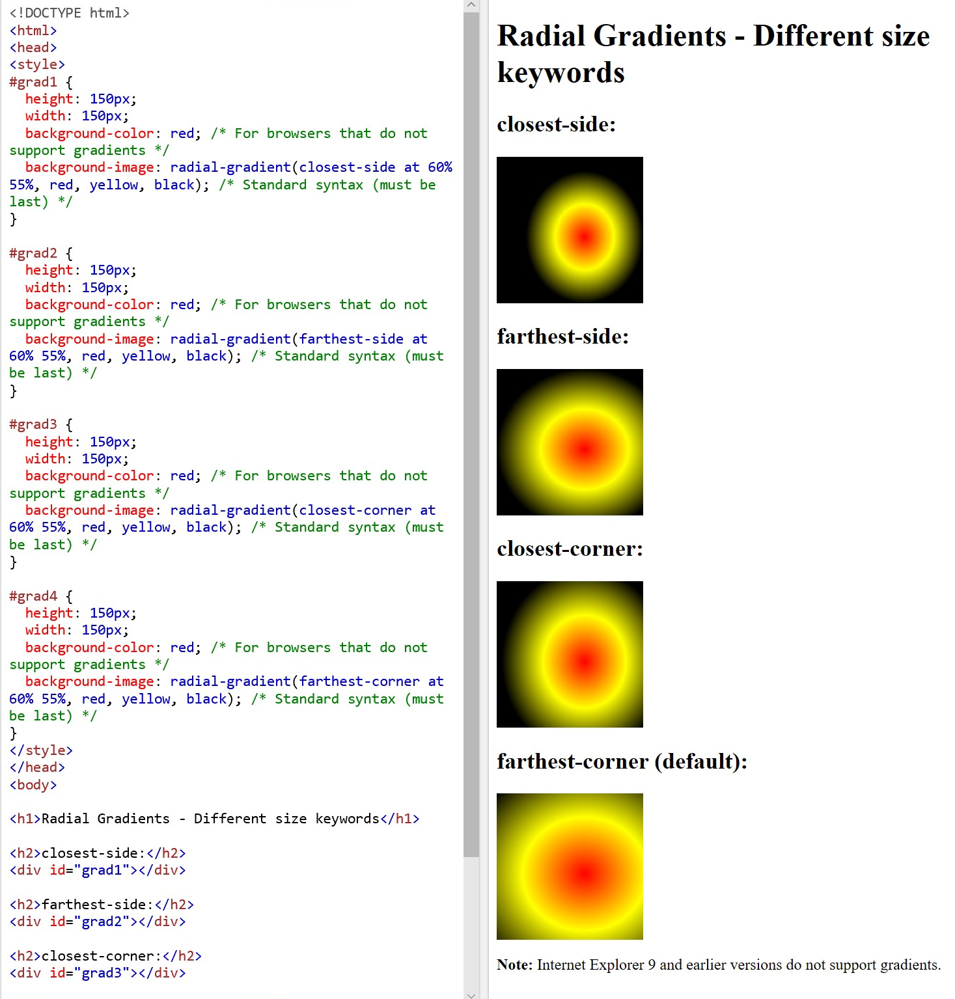 <!DOCTYPE html>
<html>
<head>
<style>
#grad1 {
  height: 150px;
  width: 150px;
  background-color: red; /* For browsers that do not
support gradients */
  background-image: radial-gradient(closest-side at 60%
55%, red, yellow, black); /* Standard syntax (must be
last) */
}

#grad2 {
  height: 150px;
  width: 150px;
  background-color: red; /* For browsers that do not
support gradients */
  background-image: radial-gradient(farthest-side at
60% 55%, red, yellow, black); /* Standard syntax (must
be last) */
}

#grad3 {
  height: 150px;
  width: 150px;
  background-color: red; /* For browsers that do not
support gradients */
  background-image: radial-gradient(closest-corner at
60% 55%, red, yellow, black); /* Standard syntax (must
be last) */
}

#grad4 {
  height: 150px;
  width: 150px;
  background-color: red; /* For browsers that do not
support gradients */
  background-image: radial-gradient(farthest-corner at
60% 55%, red, yellow, black); /* Standard syntax (must
be last) */
}
</style>
</head>
<body>

<h1>Radial Gradients - Different size keywords</h1>

<h2>closest-side:</h2>
<div id="grad1"></div>

<h2>farthest-side:</h2>
<div id="grad2"></div>

<h2>closest-corner:</h2>
<div id="grad3"></div>

Radial Gradients - Different size
keywords
closest-side:
farthest-side:
closest-corner:
farthest-corner (default):
Note: Internet Explorer 9 and earlier versions do not support gradients.